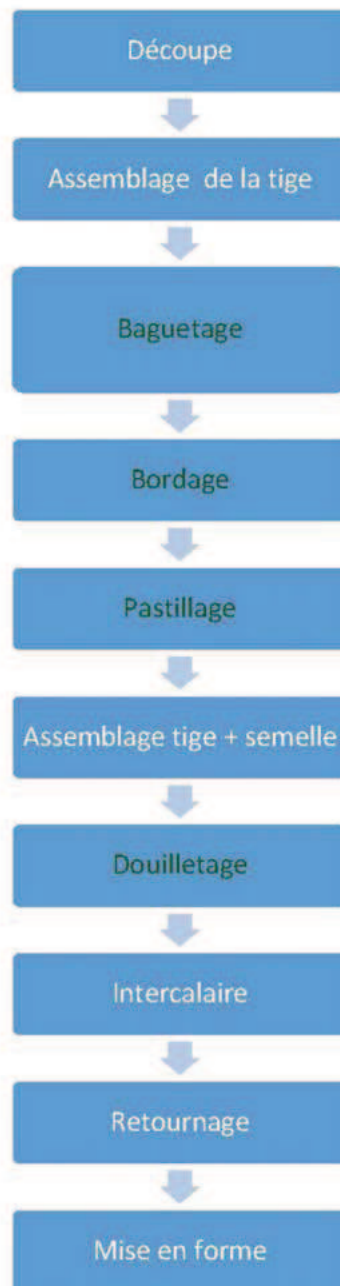 Découpe
Assemblage de la tige
Baguetage
Bordage
Pastillage
Assemblage tige + semelle
Douilletage
Intercalaire
Retournage
Mise en forme